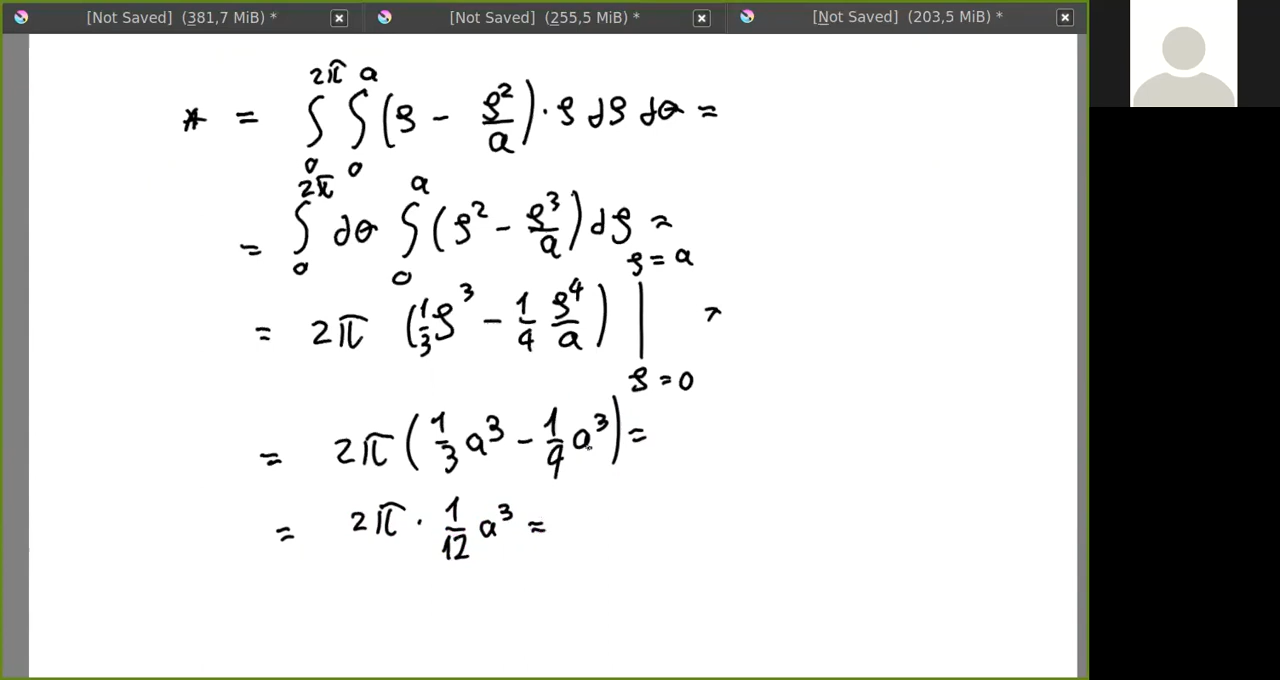 [Not Saved] (381,7 MiB) * [Not Saved] (255,5 MiB) * [Not Saved] (203,5 MiB) *
* = ∫₀^2π ∫₀^a (ρ − ρ²/a) · ρ dρ dθ =
= ∫₀^2π dθ ∫₀^a (ρ² − ρ³/a) dρ =
= 2π (1/3 ρ³ − 1/4 ρ⁴/a) |_ρ=0^ρ=a =
= 2π (1/3 a³ − 1/4 a³) =
= 2π · 1/12 a³ =